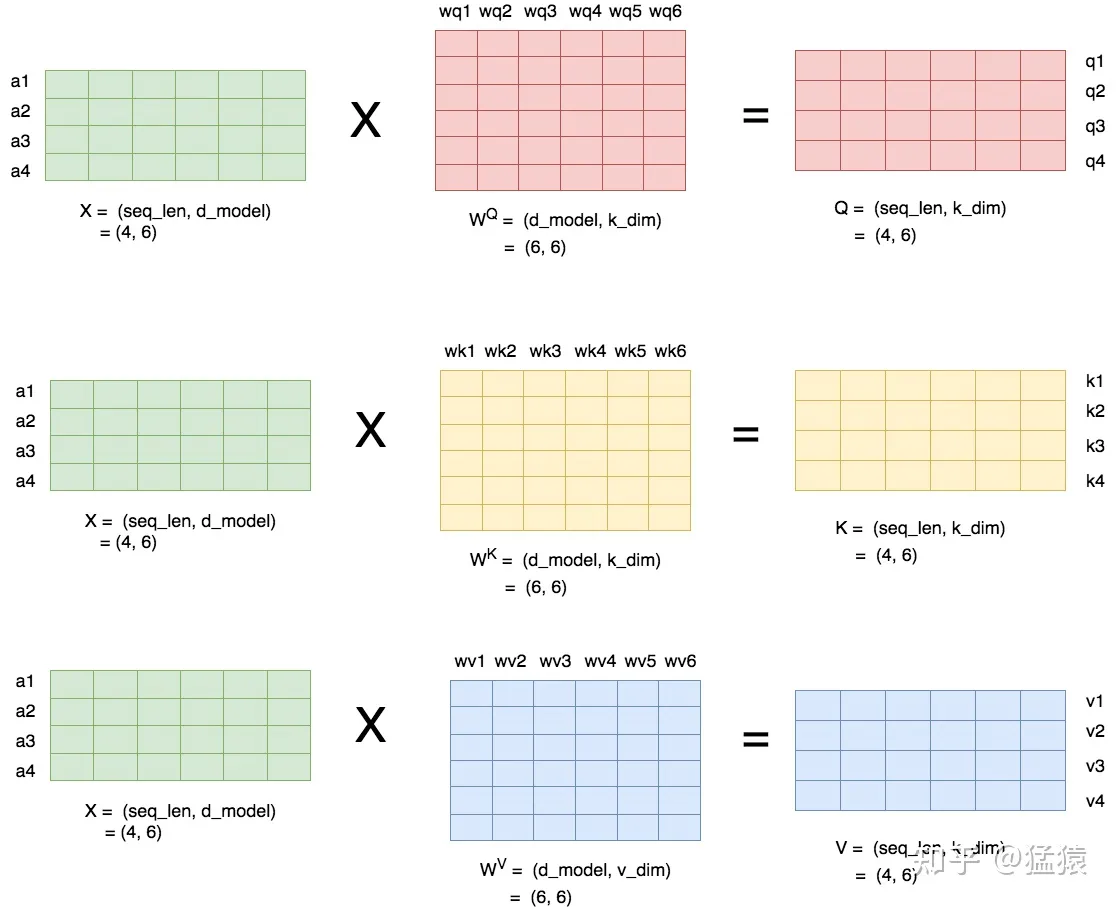 wq1 wq2 wq3 wq4 wq5 wq6
a1
a2
a3
a4
X
=
q1
q2
q3
q4
X = (seq_len, d_model)
= (4, 6)
W^Q = (d_model, k_dim)
= (6, 6)
Q = (seq_len, k_dim)
= (4, 6)
wk1 wk2 wk3 wk4 wk5 wk6
a1
a2
a3
a4
X
=
k1
k2
k3
k4
X = (seq_len, d_model)
= (4, 6)
W^K = (d_model, k_dim)
= (6, 6)
K = (seq_len, k_dim)
= (4, 6)
wv1 wv2 wv3 wv4 wv5 wv6
a1
a2
a3
a4
X
=
v1
v2
v3
v4
X = (seq_len, d_model)
= (4, 6)
W^V = (d_model, v_dim)
= (6, 6)
V = (seq_len, k_dim)
= (4, 6)
知乎 @猛猿